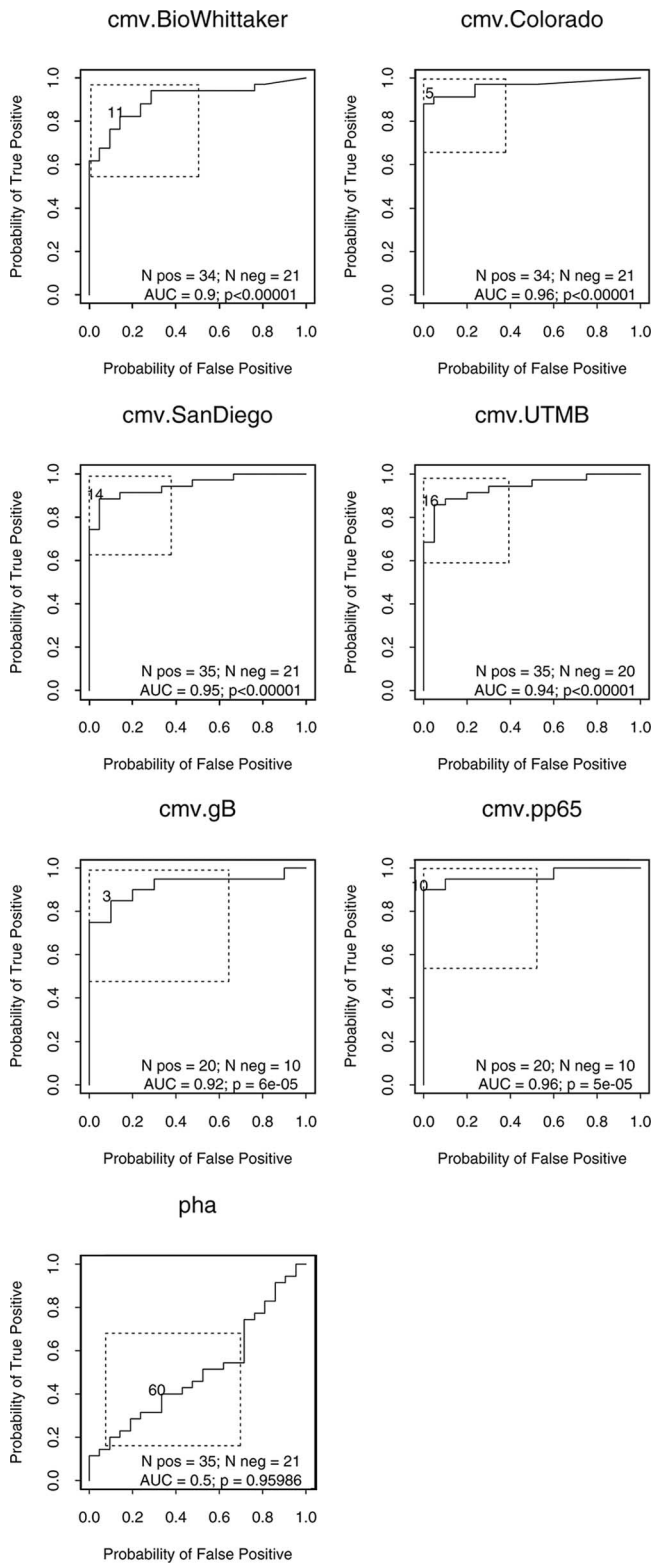 cmv.BioWhittaker
Probability of True Positive
0.0 0.2 0.4 0.6 0.8 1.0
11
N pos = 34; N neg = 21
AUC = 0.9; p<0.00001
0.0 0.2 0.4 0.6 0.8 1.0
Probability of False Positive
cmv.Colorado
Probability of True Positive
0.0 0.2 0.4 0.6 0.8 1.0
5
N pos = 34; N neg = 21
AUC = 0.96; p<0.00001
0.0 0.2 0.4 0.6 0.8 1.0
Probability of False Positive
cmv.SanDiego
Probability of True Positive
0.0 0.2 0.4 0.6 0.8 1.0
14
N pos = 35; N neg = 21
AUC = 0.95; p<0.00001
0.0 0.2 0.4 0.6 0.8 1.0
Probability of False Positive
cmv.UTMB
Probability of True Positive
0.0 0.2 0.4 0.6 0.8 1.0
16
N pos = 35; N neg = 20
AUC = 0.94; p<0.00001
0.0 0.2 0.4 0.6 0.8 1.0
Probability of False Positive
cmv.gB
Probability of True Positive
0.0 0.2 0.4 0.6 0.8 1.0
3
N pos = 20; N neg = 10
AUC = 0.92; p = 6e-05
0.0 0.2 0.4 0.6 0.8 1.0
Probability of False Positive
cmv.pp65
Probability of True Positive
0.0 0.2 0.4 0.6 0.8 1.0
10
N pos = 20; N neg = 10
AUC = 0.96; p = 5e-05
0.0 0.2 0.4 0.6 0.8 1.0
Probability of False Positive
pha
Probability of True Positive
0.0 0.2 0.4 0.6 0.8 1.0
60
N pos = 35; N neg = 21
AUC = 0.5; p = 0.95986
0.0 0.2 0.4 0.6 0.8 1.0
Probability of False Positive